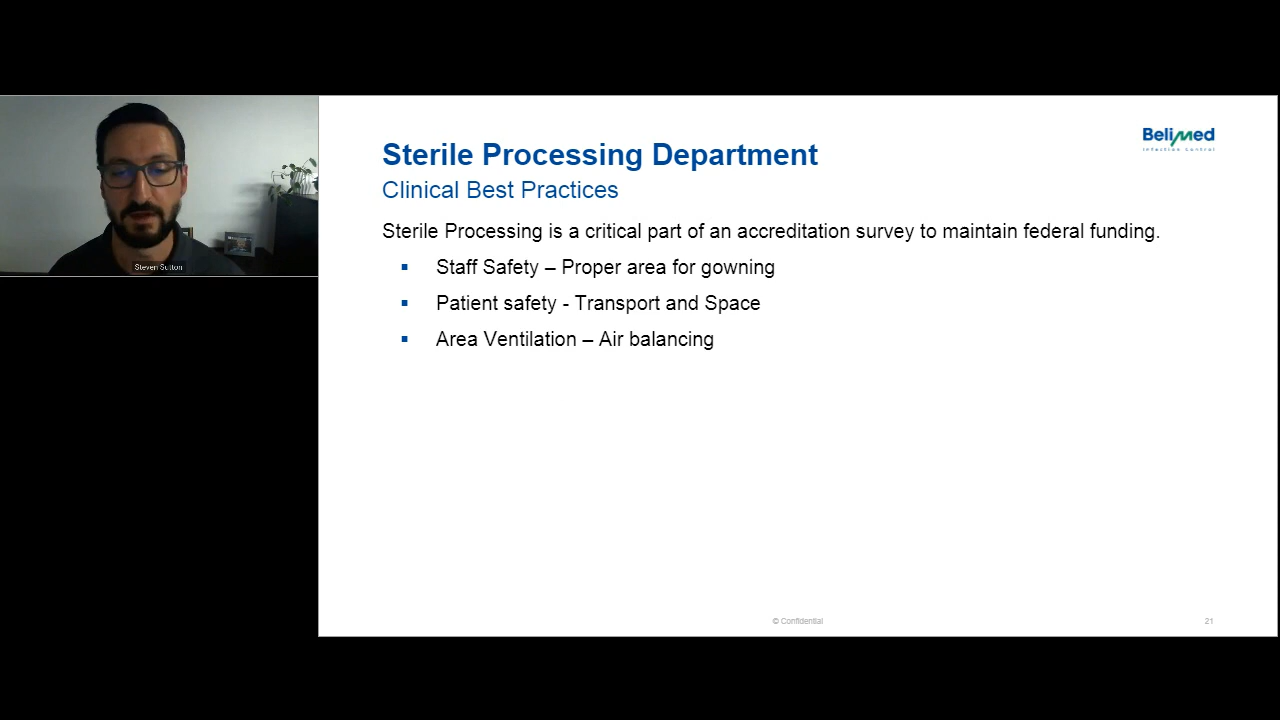 Belimed
Infection Control
Sterile Processing Department
Clinical Best Practices
Sterile Processing is a critical part of an accreditation survey to maintain federal funding.
▪ Staff Safety – Proper area for gowning
▪ Patient safety - Transport and Space
▪ Area Ventilation – Air balancing
Steven Sutton
© Confidential
21